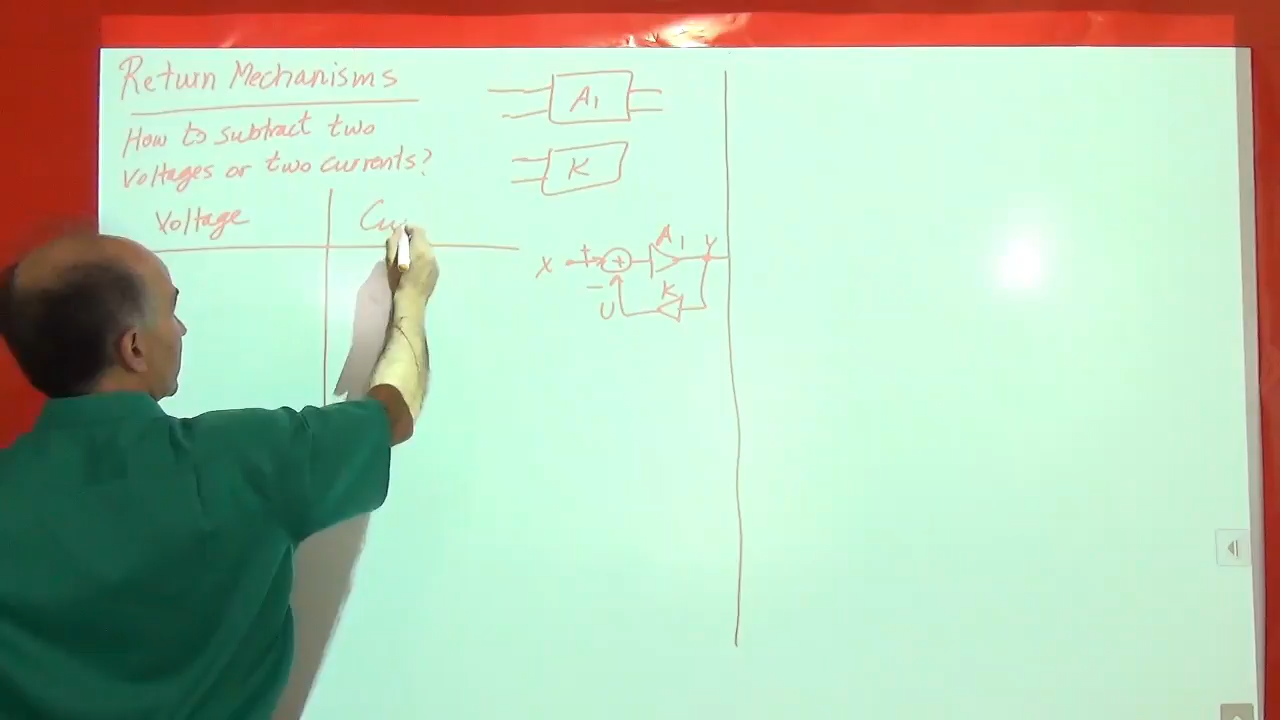 Return Mechanisms
How to subtract two
voltages or two currents?
Voltage
A1
K
X
+
+
-
U
A1
K
Y